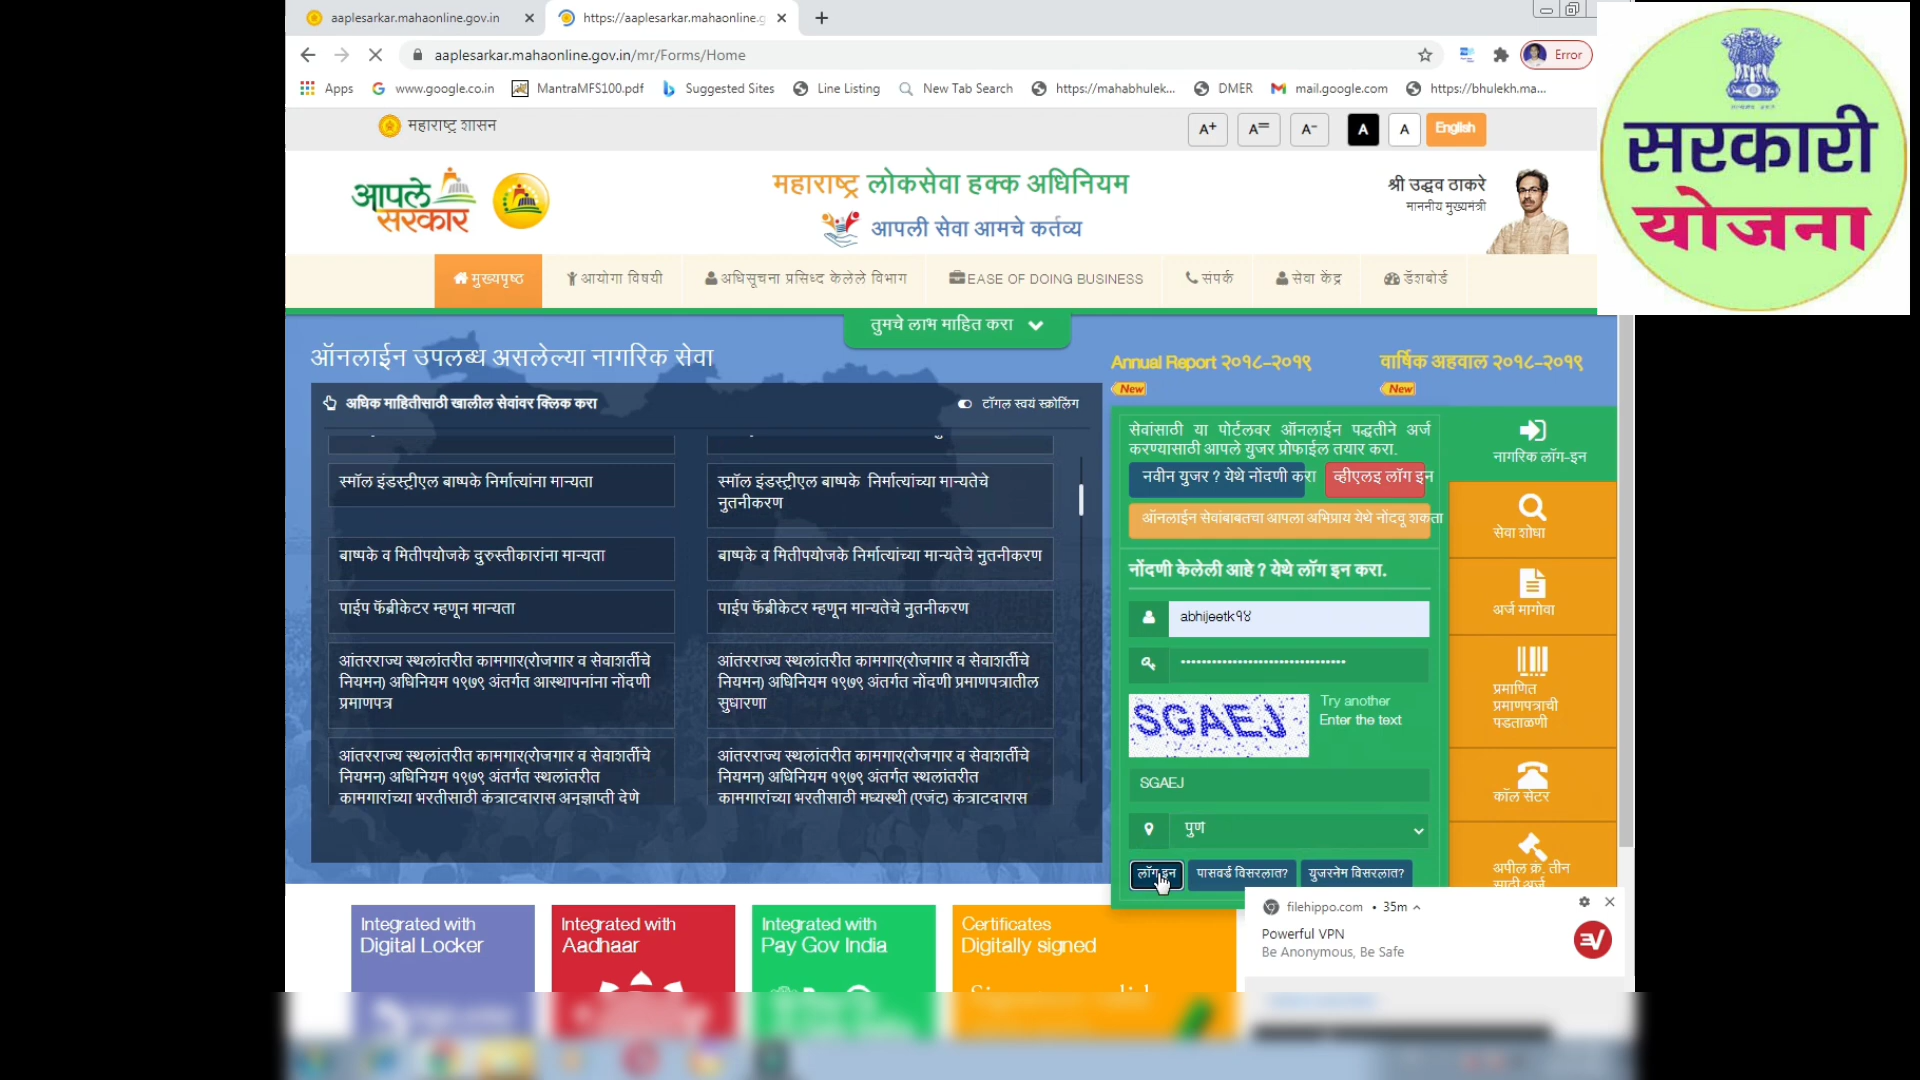 aaplesarkar.mahaonline.gov.in
https://aaplesarkar.mahaonline.g
aaplesarkar.mahaonline.gov.in/mr/Forms/Home
Error
Apps
www.google.co.in
MantraMFS100.pdf
Suggested Sites
Line Listing
New Tab Search
https://mahabhulek...
DMER
mail.google.com
https://bhulekh.ma...
महाराष्ट्र शासन
A+
A=
A-
A
A
English
सरकारी
योजना
आपले
सरकार
महाराष्ट्र लोकसेवा हक्क अधिनियम
आपली सेवा आमचे कर्तव्य
श्री उद्धव ठाकरे
माननीय मुख्यमंत्री
मुख्यपृष्ठ
आयोगा विषयी
अधिसूचना प्रसिध्द केलेले विभाग
EASE OF DOING BUSINESS
संपर्क
सेवा केंद्र
डॅशबोर्ड
तुमचे लाभ माहित करा
ऑनलाईन उपलब्ध असलेल्या नागरिक सेवा
Annual Report २०१८-२०१९
New
वार्षिक अहवाल २०१८-२०१९
New
अधिक माहितीसाठी खालील सेवांवर क्लिक करा
टॉगल स्वयं स्क्रोलिंग
स्मॉल इंडस्ट्रीएल बाष्पके निर्मात्यांना मान्यता
स्मॉल इंडस्ट्रीएल बाष्पके निर्मात्यांच्या मान्यतेचे
नुतनीकरण
बाष्पके व मितीपयोजके दुरुस्तीकारांना मान्यता
बाष्पके व मितीपयोजके निर्मात्यांच्या मान्यतेचे नुतनीकरण
पाईप फॅब्रीकेटर म्हणून मान्यता
पाईप फॅब्रीकेटर म्हणून मान्यतेचे नुतनीकरण
आंतरराज्य स्थलांतरीत कामगार(रोजगार व सेवाशर्तीचे
नियमन) अधिनियम १९७९ अंतर्गत आस्थापनांना नोंदणी
प्रमाणपत्र
आंतरराज्य स्थलांतरीत कामगार(रोजगार व सेवाशर्तीचे
नियमन) अधिनियम १९७९ अंतर्गत नोंदणी प्रमाणपत्रातील
सुधारणा
आंतरराज्य स्थलांतरीत कामगार(रोजगार व सेवाशर्तीचे
नियमन) अधिनियम १९७९ अंतर्गत स्थलांतरीत
कामगारांच्या भरतीसाठी कंत्राटदारास अनुज्ञाप्ती देणे
आंतरराज्य स्थलांतरीत कामगार(रोजगार व सेवाशर्तीचे
नियमन) अधिनियम १९७९ अंतर्गत स्थलांतरीत
कामगारांच्या भरतीसाठी मध्यस्थी (एजंट) कंत्राटदारास
सेवांसाठी या पोर्टलवर ऑनलाईन पद्धतीने अर्ज
करण्यासाठी आपले युजर प्रोफाईल तयार करा.
नवीन युजर ? येथे नोंदणी करा
व्हीएलइ लॉग इन
ऑनलाईन सेवांबाबतचा आपला अभिप्राय येथे नोंदवू शकता
नोंदणी केलेली आहे ? येथे लॉग इन करा.
abhijeetk१४
SGAEJ
Try another
Enter the text
SGAEJ
पुणे
लॉग इन
पासवर्ड विसरलात?
युजरनेम विसरलात?
नागरिक लॉग-इन
सेवा शोधा
अर्ज मागोवा
प्रमाणित
प्रमाणपत्राची
पडताळणी
कॉल सेंटर
अपील क्रं. तीन
साठी अर्ज
Integrated with
Digital Locker
Integrated with
Aadhaar
Integrated with
Pay Gov India
Certificates
Digitally signed
filehippo.com • 35m
Powerful VPN
Be Anonymous, Be Safe